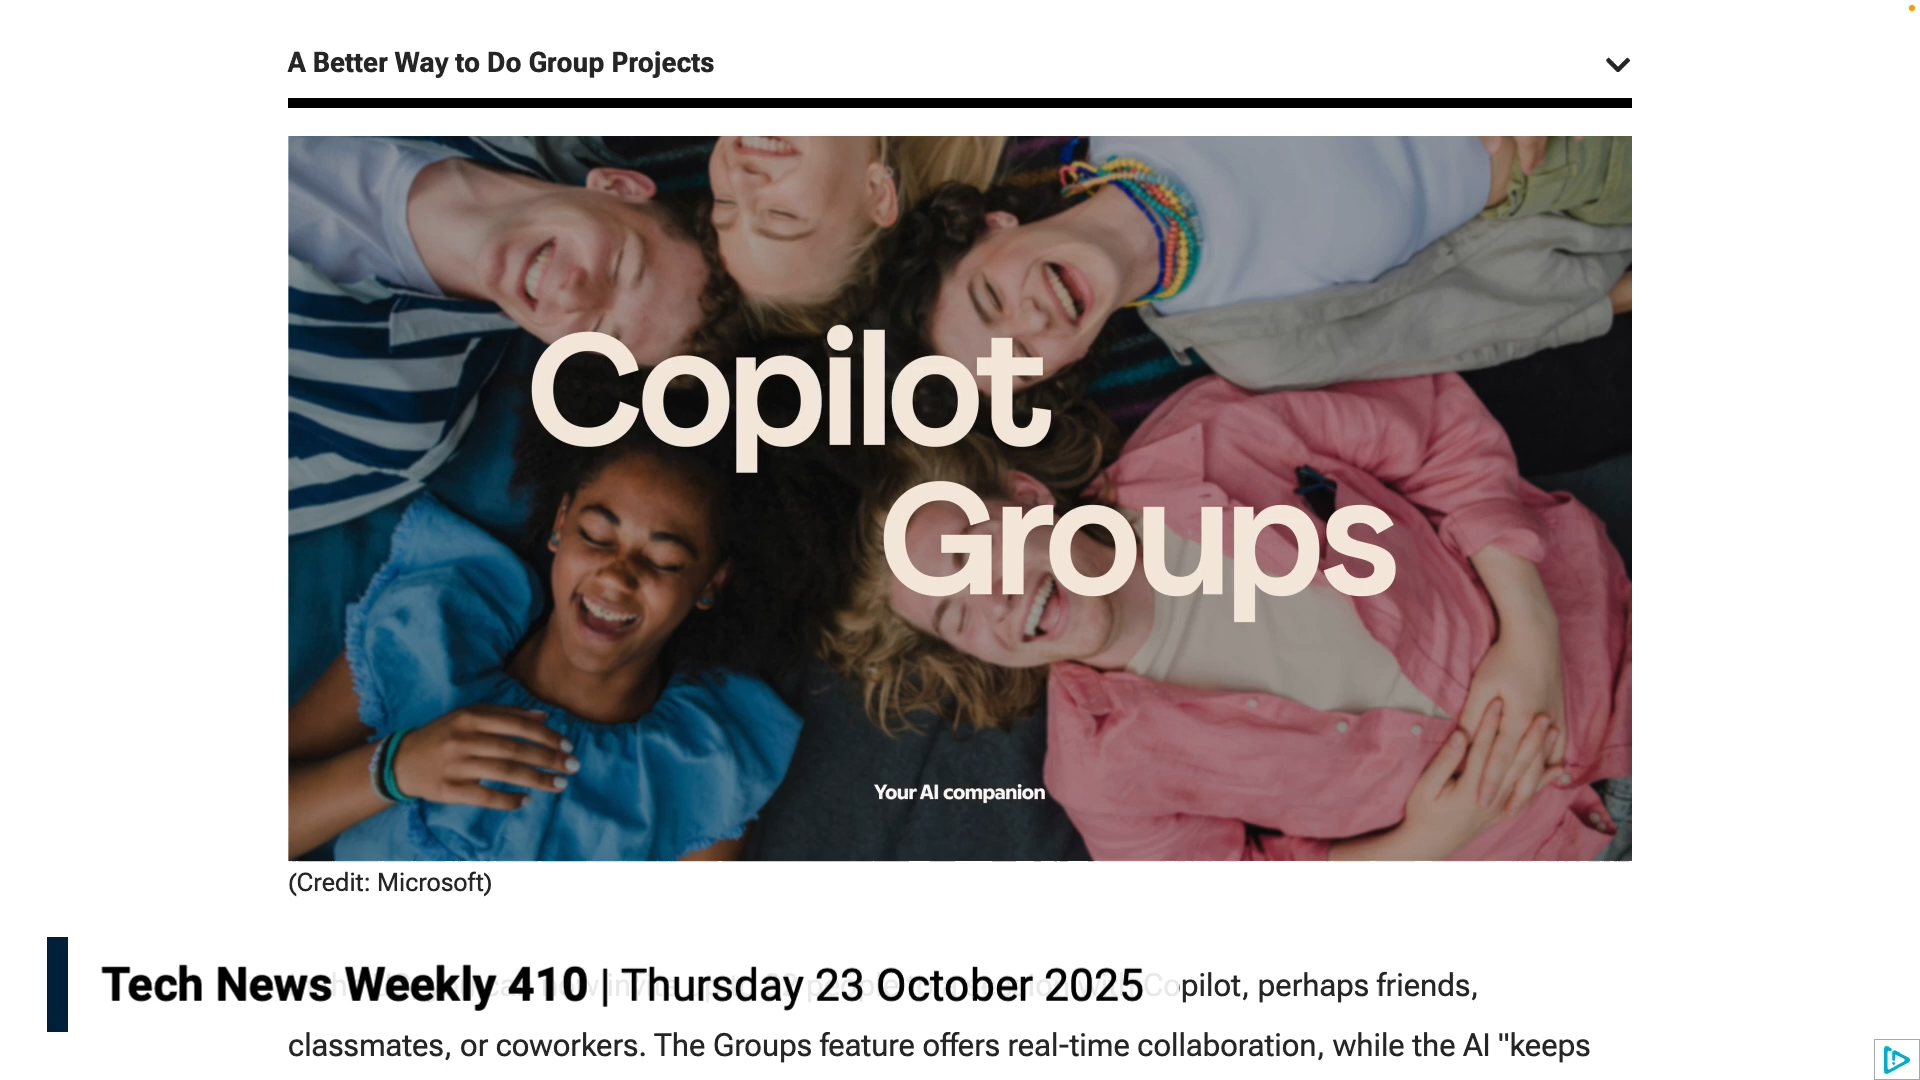 A Better Way to Do Group Projects
Copilot
Groups
Your AI companion
(Credit: Microsoft)
Tech News Weekly 410 | Thursday 23 October 2025
pilot, perhaps friends,
classmates, or coworkers. The Groups feature offers real-time collaboration, while the AI "keeps